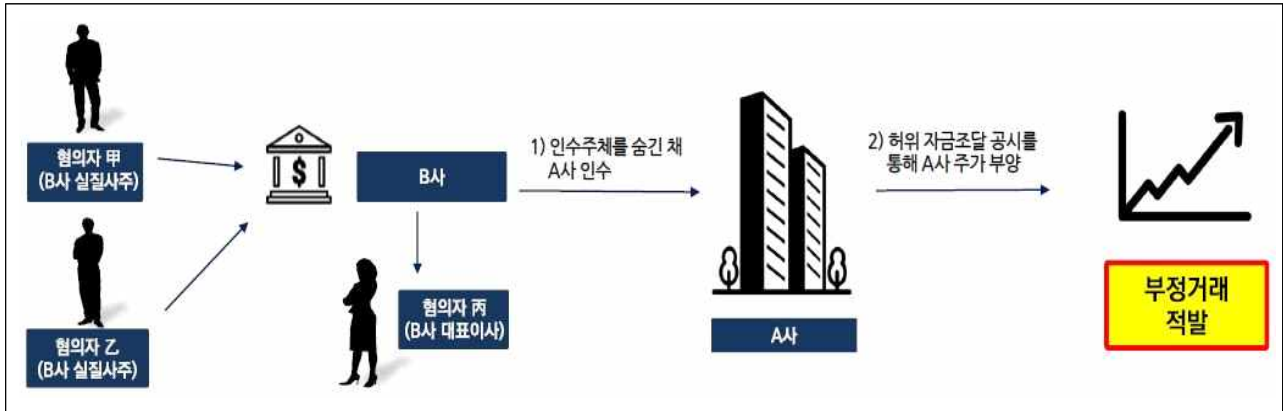 혐의자 甲
(B사 실질사주)
혐의자 乙
(B사 실질사주)
$
B사
혐의자 丙
(B사 대표이사)
1) 인수주체를 숨긴 채
A사 인수
A사
2) 허위 자금조달 공시를
통해 A사 주가 부양
부정거래
적발